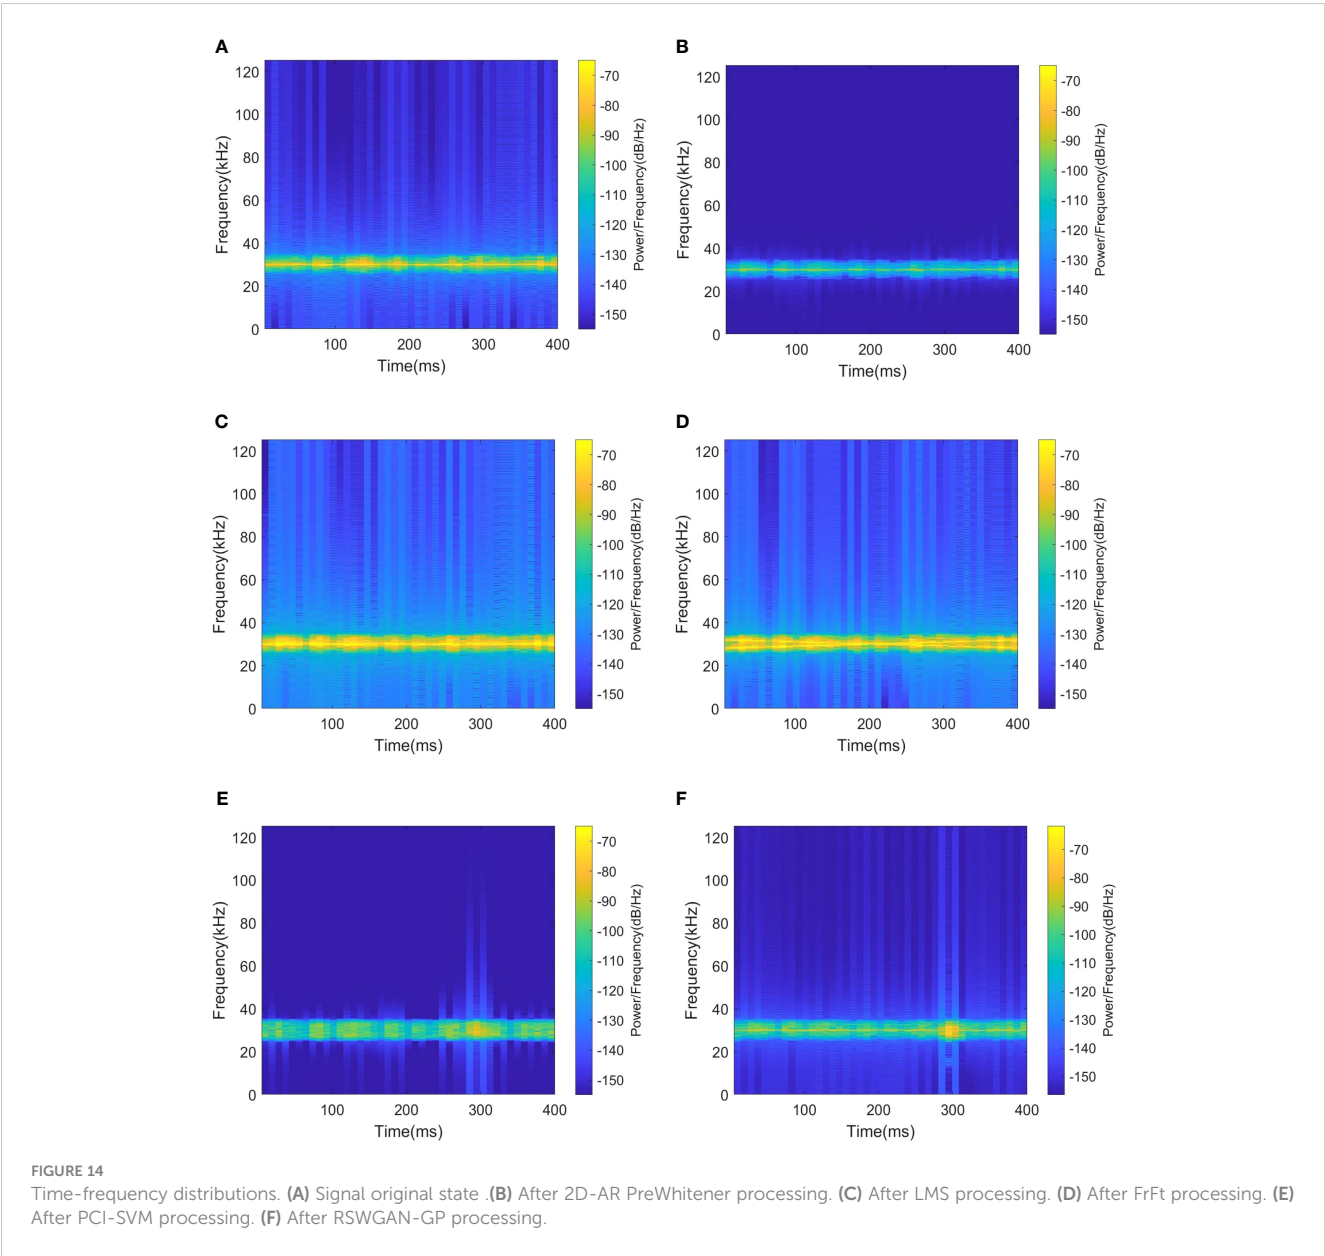 A
120
100
80
60
40
20
0
Frequency(kHz)
100 200 300 400
Time(ms)
-70
-80
-90
-100
-110
-120
-130
-140
-150
Power/Frequency(dB/Hz)
B
120
100
80
60
40
20
0
Frequency(kHz)
100 200 300 400
Time(ms)
-70
-80
-90
-100
-110
-120
-130
-140
-150
Power/Frequency(dB/Hz)
C
120
100
80
60
40
20
0
Frequency(kHz)
100 200 300 400
Time(ms)
-70
-80
-90
-100
-110
-120
-130
-140
-150
Power/Frequency(dB/Hz)
D
120
100
80
60
40
20
0
Frequency(kHz)
100 200 300 400
Time(ms)
-70
-80
-90
-100
-110
-120
-130
-140
-150
Power/Frequency(dB/Hz)
E
120
100
80
60
40
20
0
Frequency(kHz)
100 200 300 400
Time(ms)
-70
-80
-90
-100
-110
-120
-130
-140
-150
Power/Frequency(dB/Hz)
F
120
100
80
60
40
20
0
Frequency(kHz)
100 200 300 400
Time(ms)
-70
-80
-90
-100
-110
-120
-130
-140
-150
Power/Frequency(dB/Hz)
FIGURE 14
Time-frequency distributions. (A) Signal original state .(B) After 2D-AR PreWhitener processing. (C) After LMS processing. (D) After FrFt processing. (E)
After PCI-SVM processing. (F) After RSWGAN-GP processing.